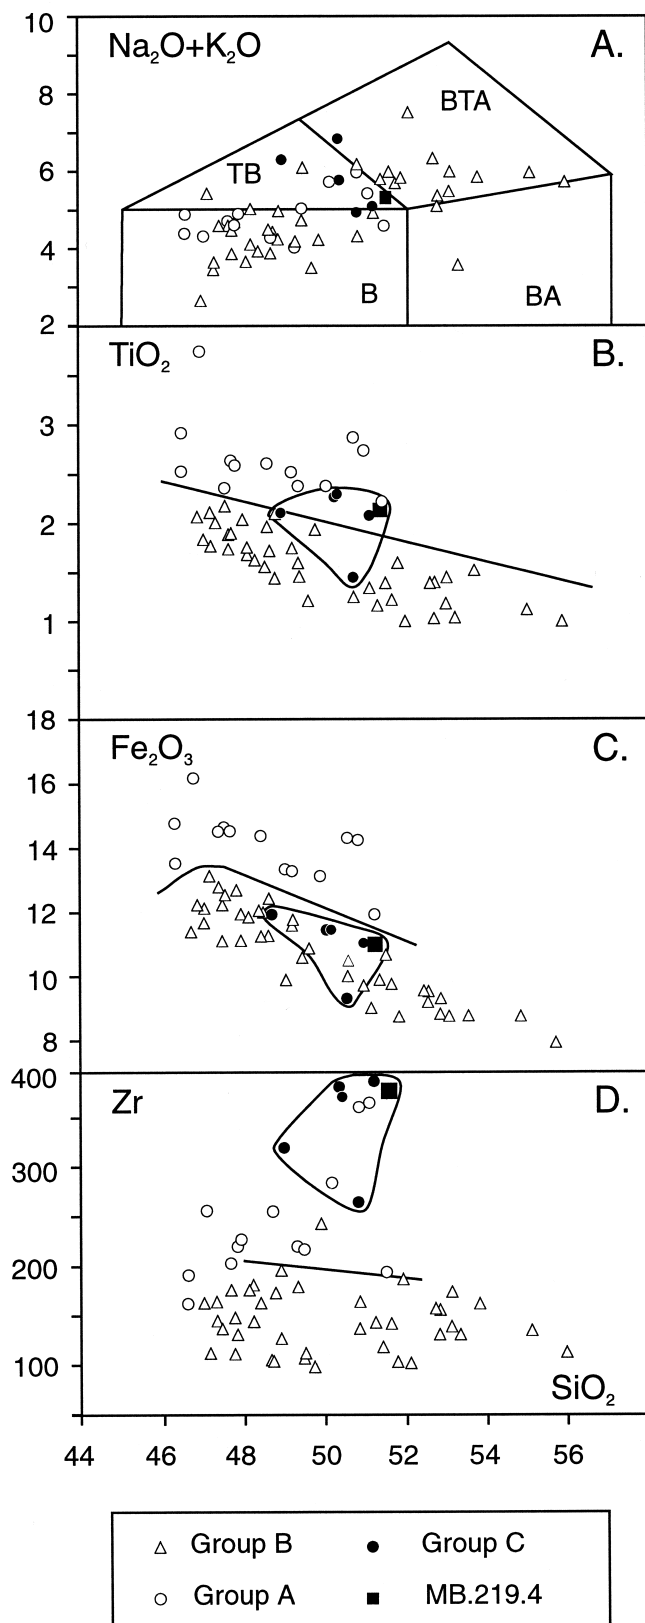 10
Na₂O+K₂O A.
8
BTA
6
TB
4
B BA
2
TiO₂ B.
3
2
1
18
Fe₂O₃ C.
16
14
12
10
8
400
Zr D.
300
200
100
SiO₂
44 46 48 50 52 54 56
Group B Group C
Group A MB.219.4